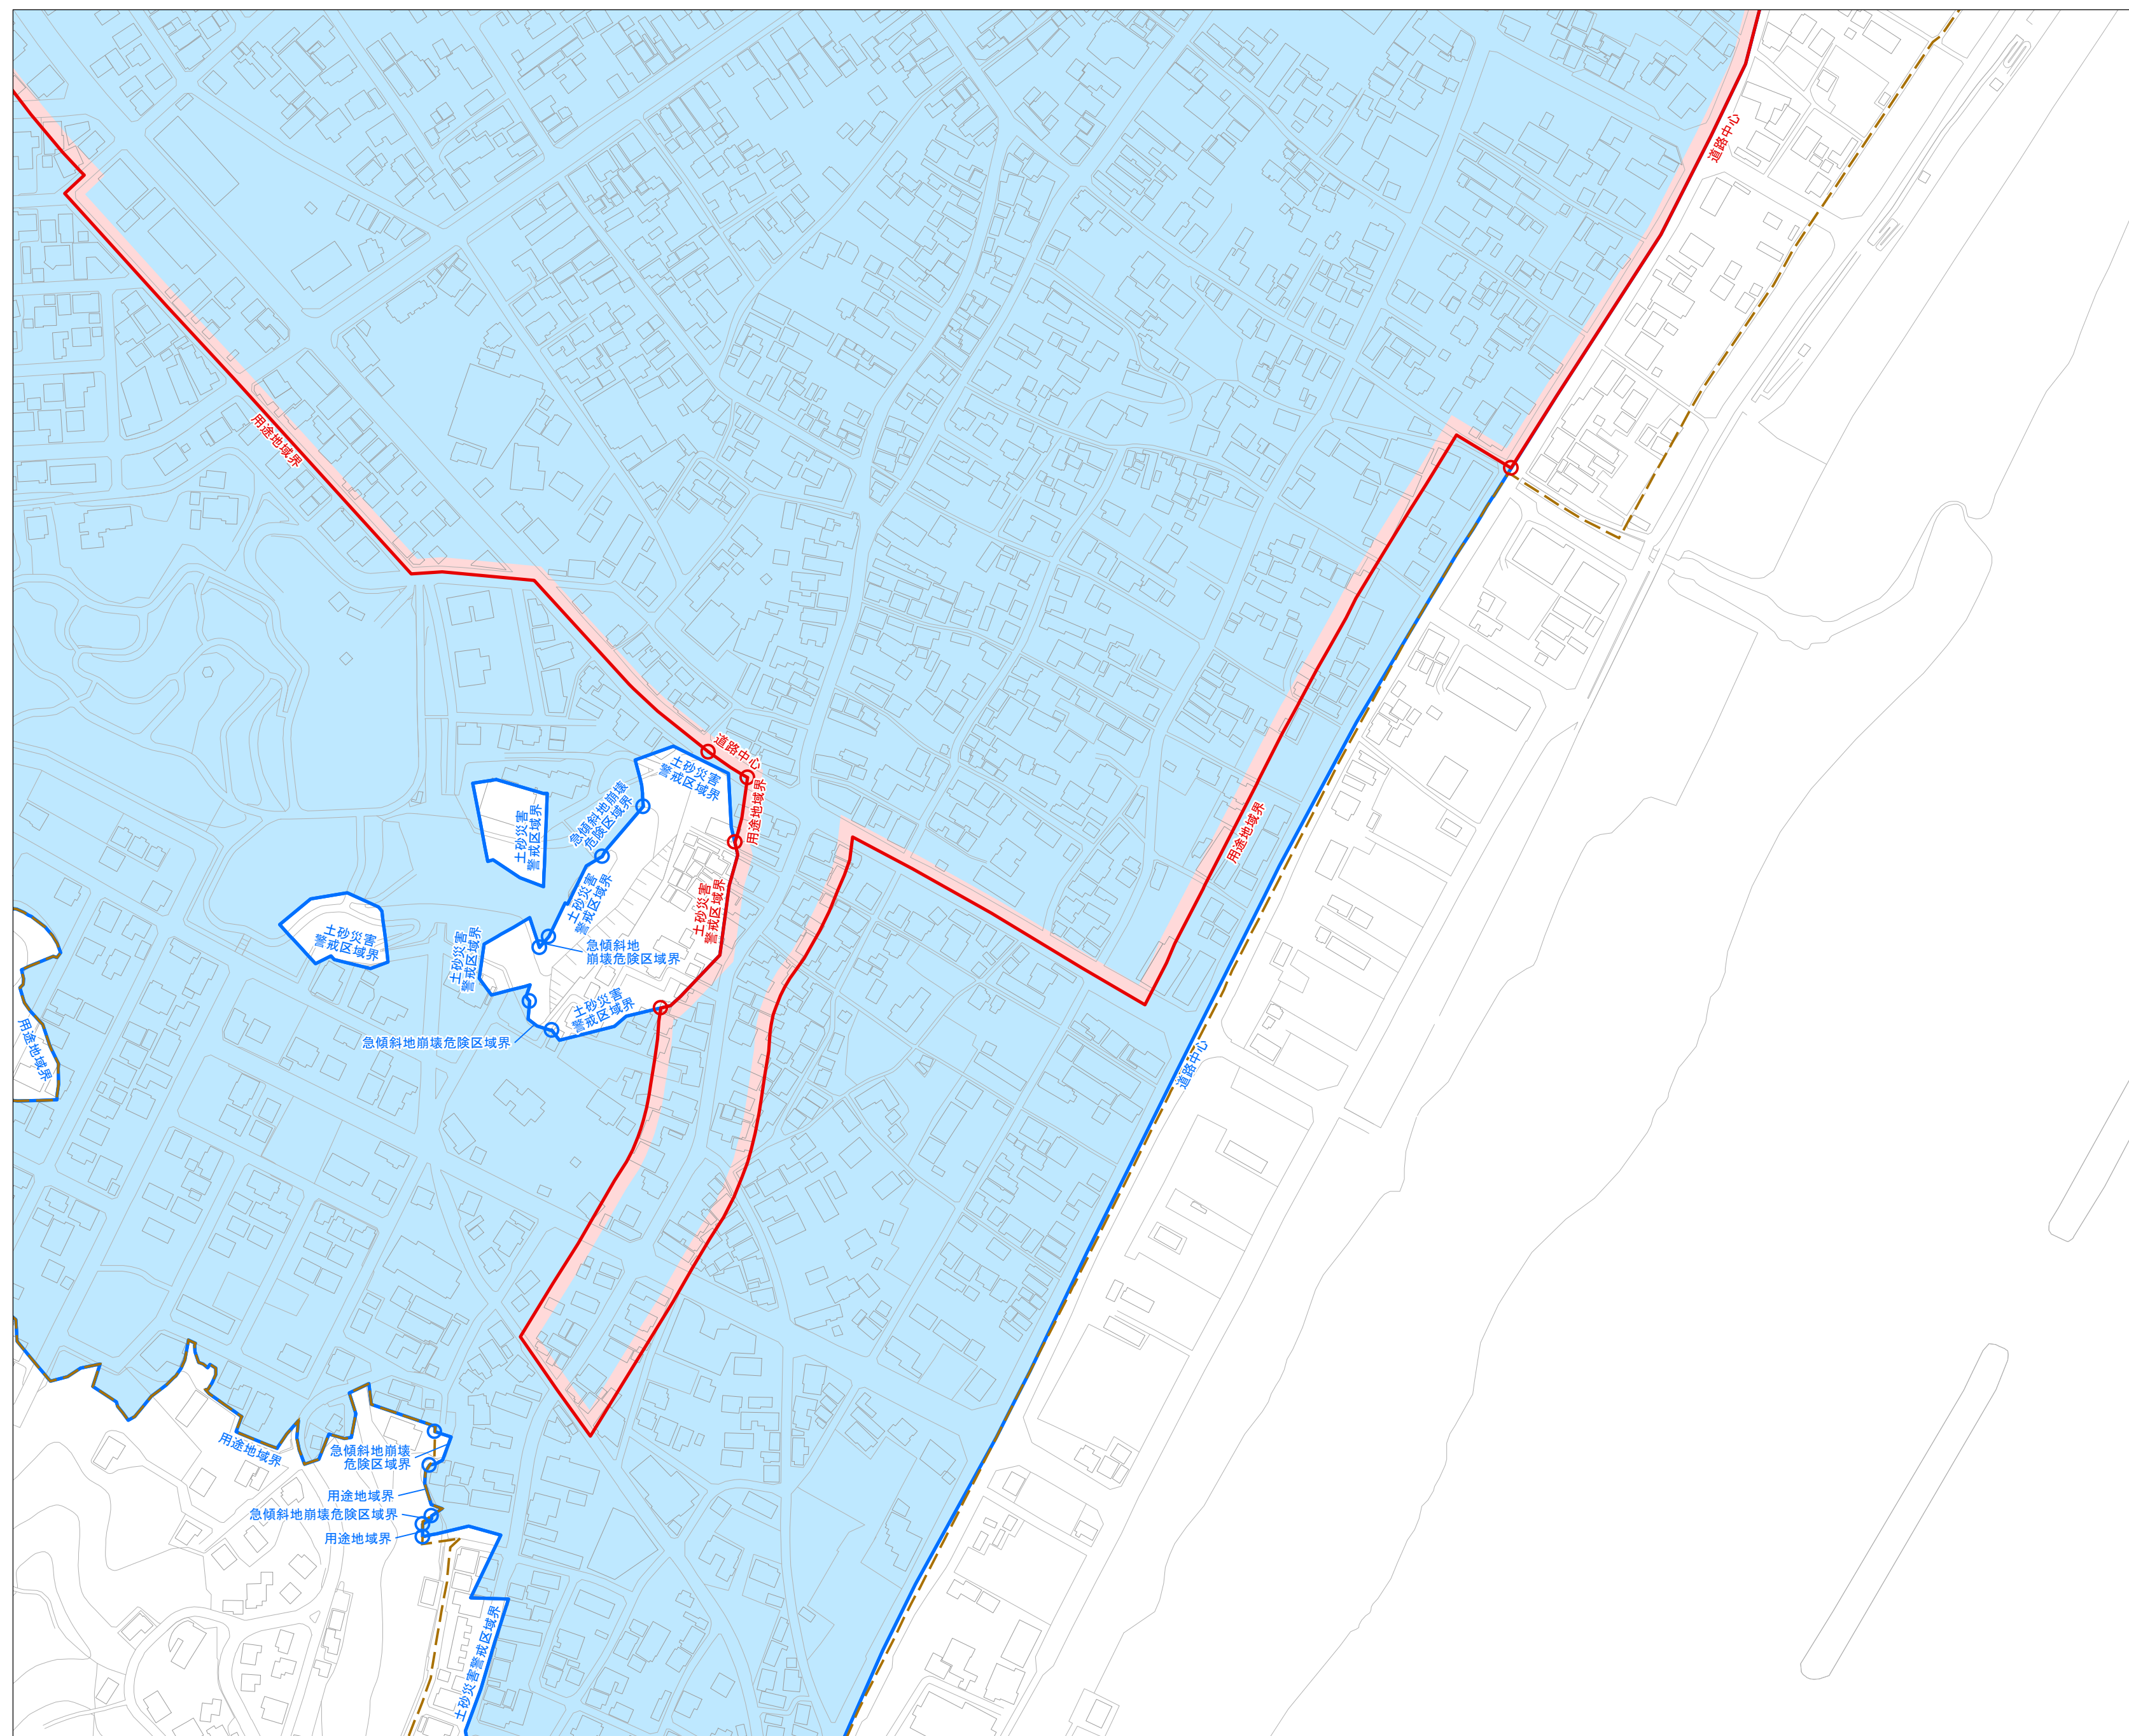 道路中心
用途地域界
道路中心
土砂災害
警戒区域界
用途地域界
急傾斜地崩壊
危険区域界
土砂災害
警戒区域界
用途地域界
土砂災害
警戒区域界
土砂災害
警戒区域界
土砂災害
警戒区域界
土砂災害
警戒区域界
急傾斜地
崩壊危険区域界
土砂災害
警戒区域界
急傾斜地崩壊危険区域界
用途地域界
道路中心
用途地域界
急傾斜地崩壊
危険区域界
用途地域界
急傾斜地崩壊危険区域界
用途地域界
土砂災害警戒区域界